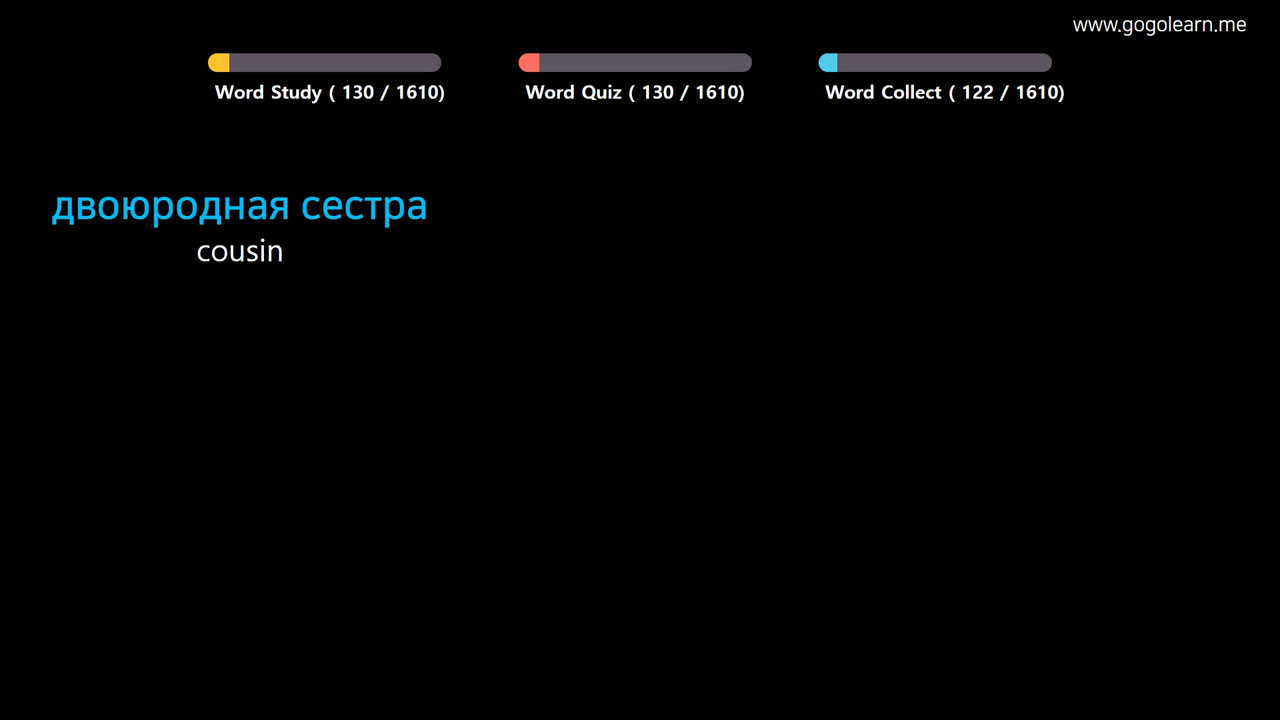 www.gogolearn.me
Word Study ( 130 / 1610)
Word Quiz ( 130 / 1610)
Word Collect ( 122 / 1610)
двоюродная сестра
cousin